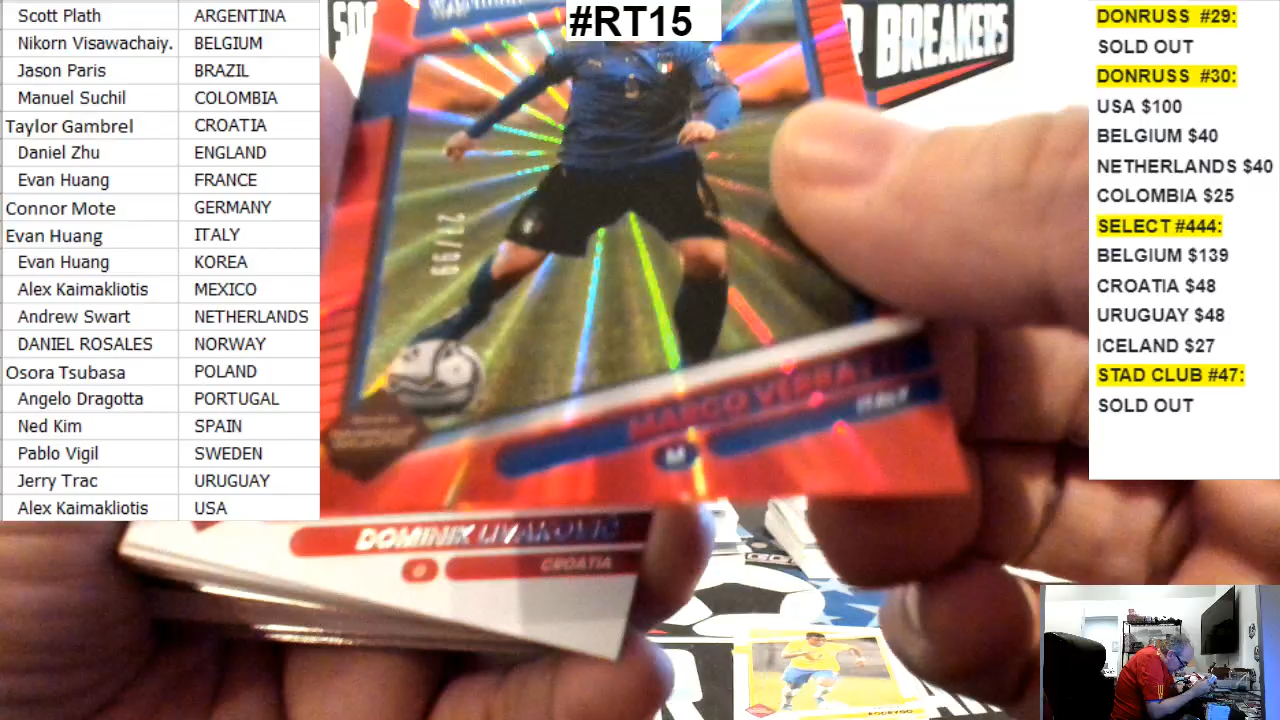 Scott Plath ARGENTINA
Nikorn Visawachaiy. BELGIUM
Jason Paris BRAZIL
Manuel Suchil COLOMBIA
Taylor Gambrel CROATIA
Daniel Zhu ENGLAND
Evan Huang FRANCE
Connor Mote GERMANY
Evan Huang ITALY
Evan Huang KOREA
Alex Kaimakliotis MEXICO
Andrew Swart NETHERLANDS
DANIEL ROSALES NORWAY
Osora Tsubasa POLAND
Angelo Dragotta PORTUGAL
Ned Kim SPAIN
Pablo Vigil SWEDEN
Jerry Trac URUGUAY
Alex Kaimakliotis USA
#RT15
BREAKERS
MARCO
M ITALY
DOMINIK LIVAKOVIC
CROATIA
RODRYGO
DONRUSS #29:
SOLD OUT
DONRUSS #30:
USA $100
BELGIUM $40
NETHERLANDS $40
COLOMBIA $25
SELECT #444:
BELGIUM $139
CROATIA $48
URUGUAY $48
ICELAND $27
STAD CLUB #47:
SOLD OUT